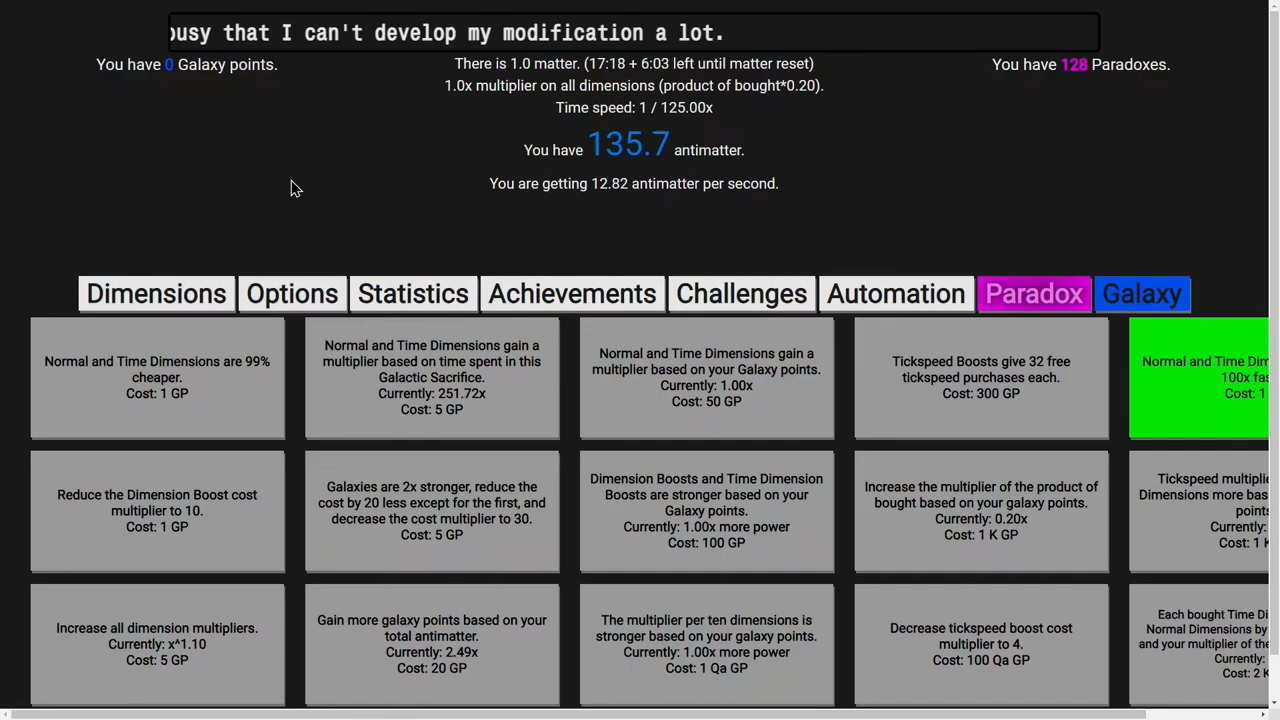 busy that I can't develop my modification a lot.
You have 0 Galaxy points.
There is 1.0 matter. (17:18 + 6:03 left until matter reset)
You have 128 Paradoxes.
1.0x multiplier on all dimensions (product of bought*0.20).
Time speed: 1 / 125.00x
You have 135.7 antimatter.
You are getting 12.82 antimatter per second.
Dimensions Options Statistics Achievements Challenges Automation Paradox Galaxy
Normal and Time Dimensions are 99%
cheaper.
Cost: 1 GP
Normal and Time Dimensions gain a
multiplier based on time spent in this
Galactic Sacrifice.
Currently: 251.72x
Cost: 5 GP
Normal and Time Dimensions gain a
multiplier based on your Galaxy points.
Currently: 1.00x
Cost: 50 GP
Tickspeed Boosts give 32 free
tickspeed purchases each.
Cost: 300 GP
Normal and Time Dim
100x fas
Cost: 1
Reduce the Dimension Boost cost
multiplier to 10.
Cost: 1 GP
Galaxies are 2x stronger, reduce the
cost by 20 less except for the first, and
decrease the cost multiplier to 30.
Cost: 5 GP
Dimension Boosts and Time Dimension
Boosts are stronger based on your
Galaxy points.
Currently: 1.00x more power
Cost: 100 GP
Increase the multiplier of the product of
bought based on your galaxy points.
Currently: 0.20x
Cost: 1 K GP
Tickspeed multiplie
Dimensions more bas
points
Currently:
Cost: 1 K
Increase all dimension multipliers.
Currently: x^1.10
Cost: 5 GP
Gain more galaxy points based on your
total antimatter.
Currently: 2.49x
Cost: 20 GP
The multiplier per ten dimensions is
stronger based on your galaxy points.
Currently: 1.00x more power
Cost: 1 Qa GP
Decrease tickspeed boost cost
multiplier to 4.
Cost: 100 Qa GP
Each bought Time Di
Normal Dimensions by
and your multiplier of the
Currently:
Cost: 2 K